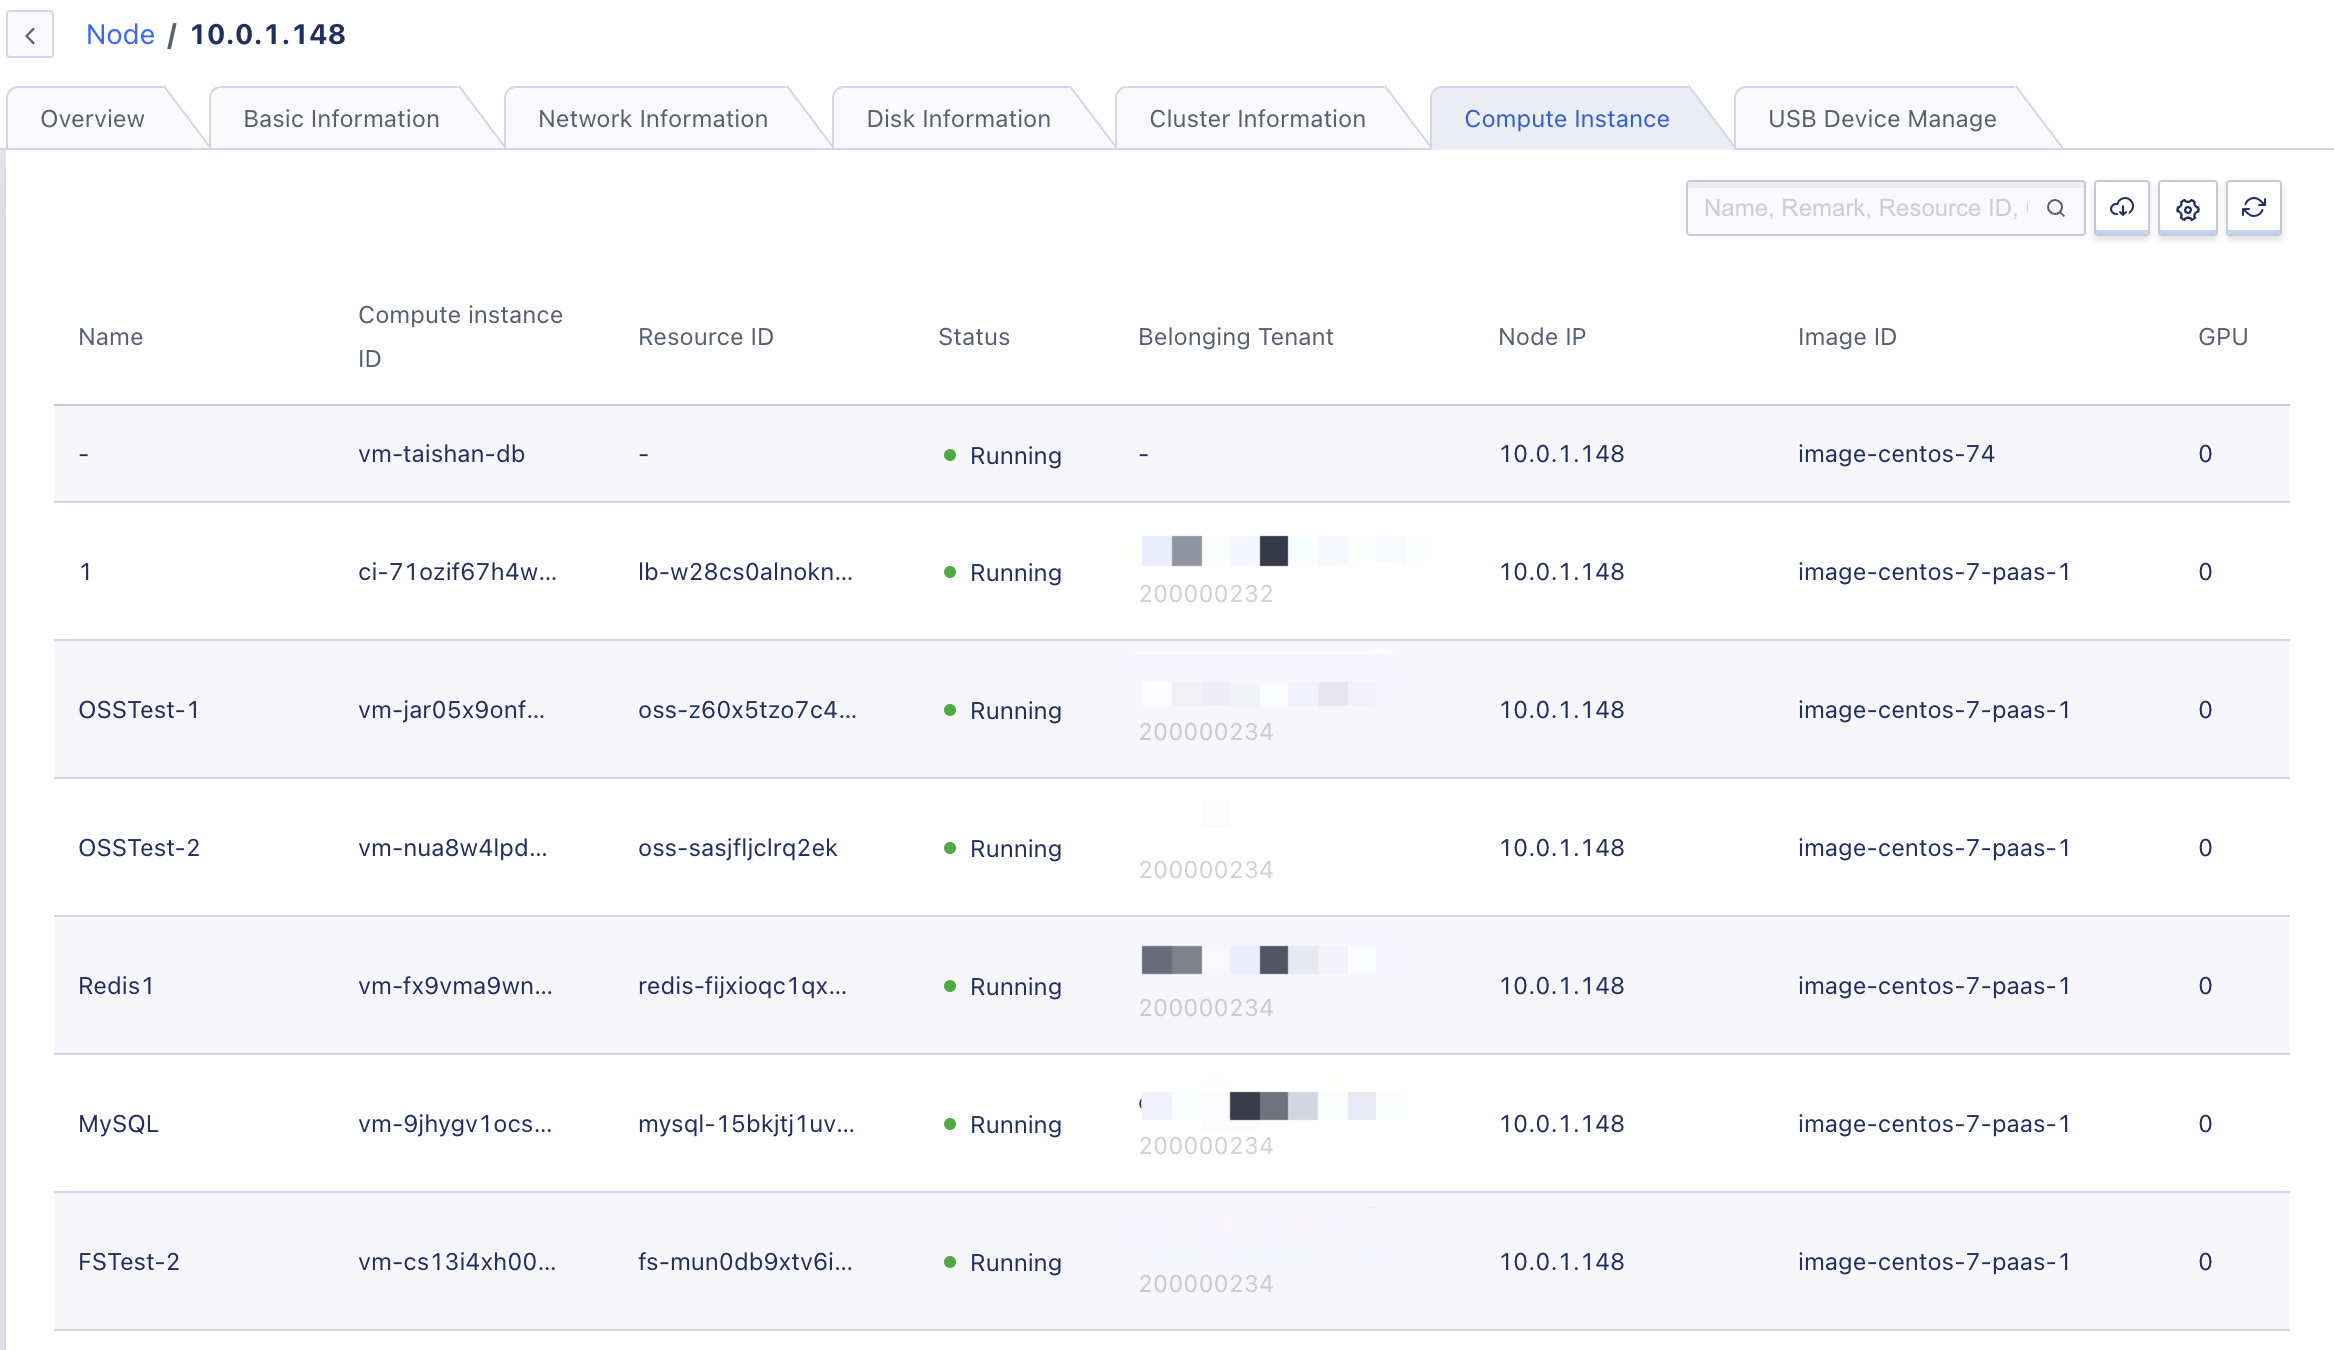 Node / 10.0.1.148
Overview Basic Information Network Information Disk Information Cluster Information Compute Instance USB Device Manage
Name, Remark, Resource ID,
Name Compute instance ID Resource ID Status Belonging Tenant Node IP Image ID GPU
- vm-taishan-db - Running - 10.0.1.148 image-centos-74 0
1 ci-71ozif67h4w... lb-w28cs0alnokn... Running 200000232 10.0.1.148 image-centos-7-paas-1 0
OSSTest-1 vm-jar05x9onf... oss-z60x5tzo7c4... Running 200000234 10.0.1.148 image-centos-7-paas-1 0
OSSTest-2 vm-nua8w4lpd... oss-sasjfljclrq2ek Running 200000234 10.0.1.148 image-centos-7-paas-1 0
Redis1 vm-fx9vma9wn... redis-fijxioqc1qx... Running 200000234 10.0.1.148 image-centos-7-paas-1 0
MySQL vm-9jhygv1ocs... mysql-15bkjtj1uv... Running 200000234 10.0.1.148 image-centos-7-paas-1 0
FSTest-2 vm-cs13i4xh00... fs-mun0db9xtv6i... Running 200000234 10.0.1.148 image-centos-7-paas-1 0